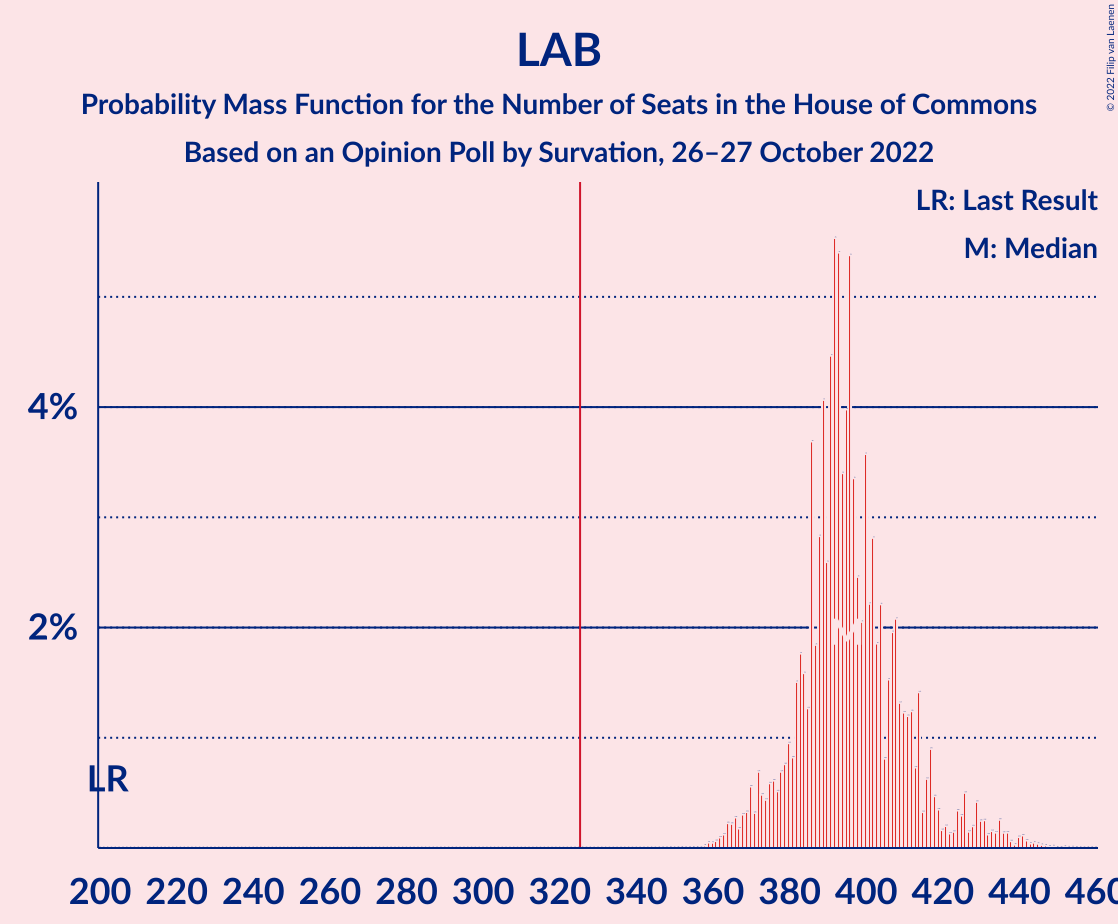 LAB
Probability Mass Function for the Number of Seats in the House of Commons
Based on an Opinion Poll by Survation, 26–27 October 2022
© 2022 Filip van Laenen
LR: Last Result
M: Median
4%
2%
LR
200 220 240 260 280 300 320 340 360 380 400 420 440 460